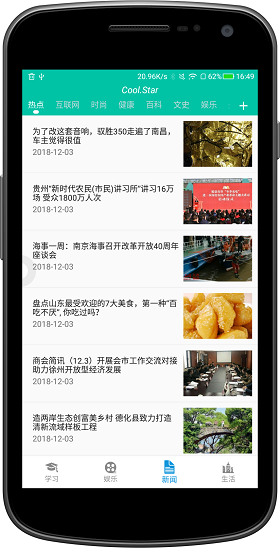 20.96K/s 62% 16:49
Cool.Star
热点 互联网 时尚 健康 百科 文史 娱乐 +
为了改这套音响，驭胜350走遍了南昌，
车主觉得很值
2018-12-03
贵州"新时代农民(市民)讲习所"讲习16万
场 受众1800万人次
2018-12-03
海事一周：南京海事召开改革开放40周年
座谈会
2018-12-03
盘点山东最受欢迎的7大美食，第一种"百
吃不厌", 你吃过吗?
2018-12-03
商会简讯（12.3）开展会市工作交流对接
助力徐州开放型经济发展
2018-12-03
造两岸生态创富美乡村 德化县致力打造
清新流域样板工程
2018-12-03
学习 娱乐 新闻 生活